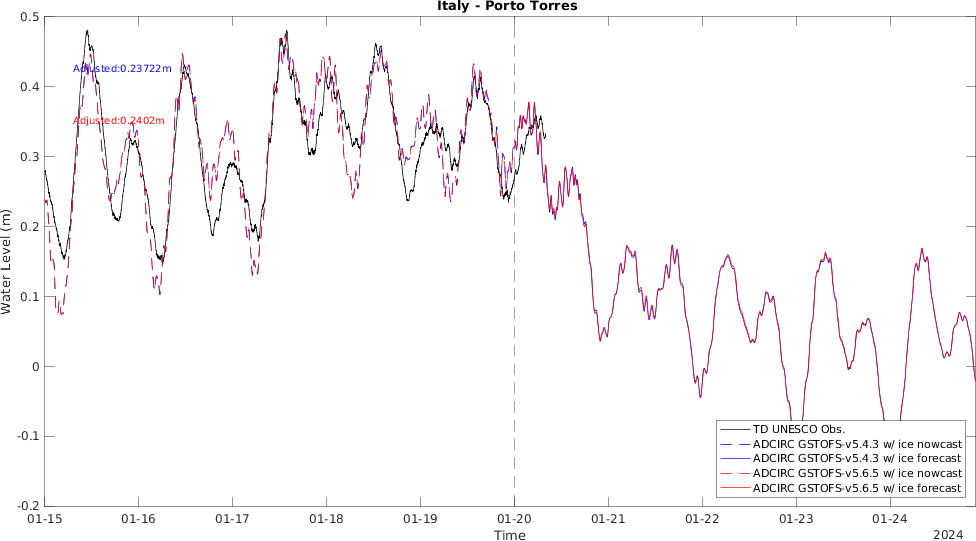 Italy - Porto Torres
0.5
0.4
0.3
0.2
0.1
0
-0.1
-0.2
Water Level (m)
Adjusted:0.23722m
Adjusted:0.2402m
TD UNESCO Obs.
ADCIRC GSTOFS-v5.4.3 w/ ice nowcast
ADCIRC GSTOFS-v5.4.3 w/ ice forecast
ADCIRC GSTOFS-v5.6.5 w/ ice nowcast
ADCIRC GSTOFS-v5.6.5 w/ ice forecast
01-15 01-16 01-17 01-18 01-19 01-20 01-21 01-22 01-23 01-24
Time
2024